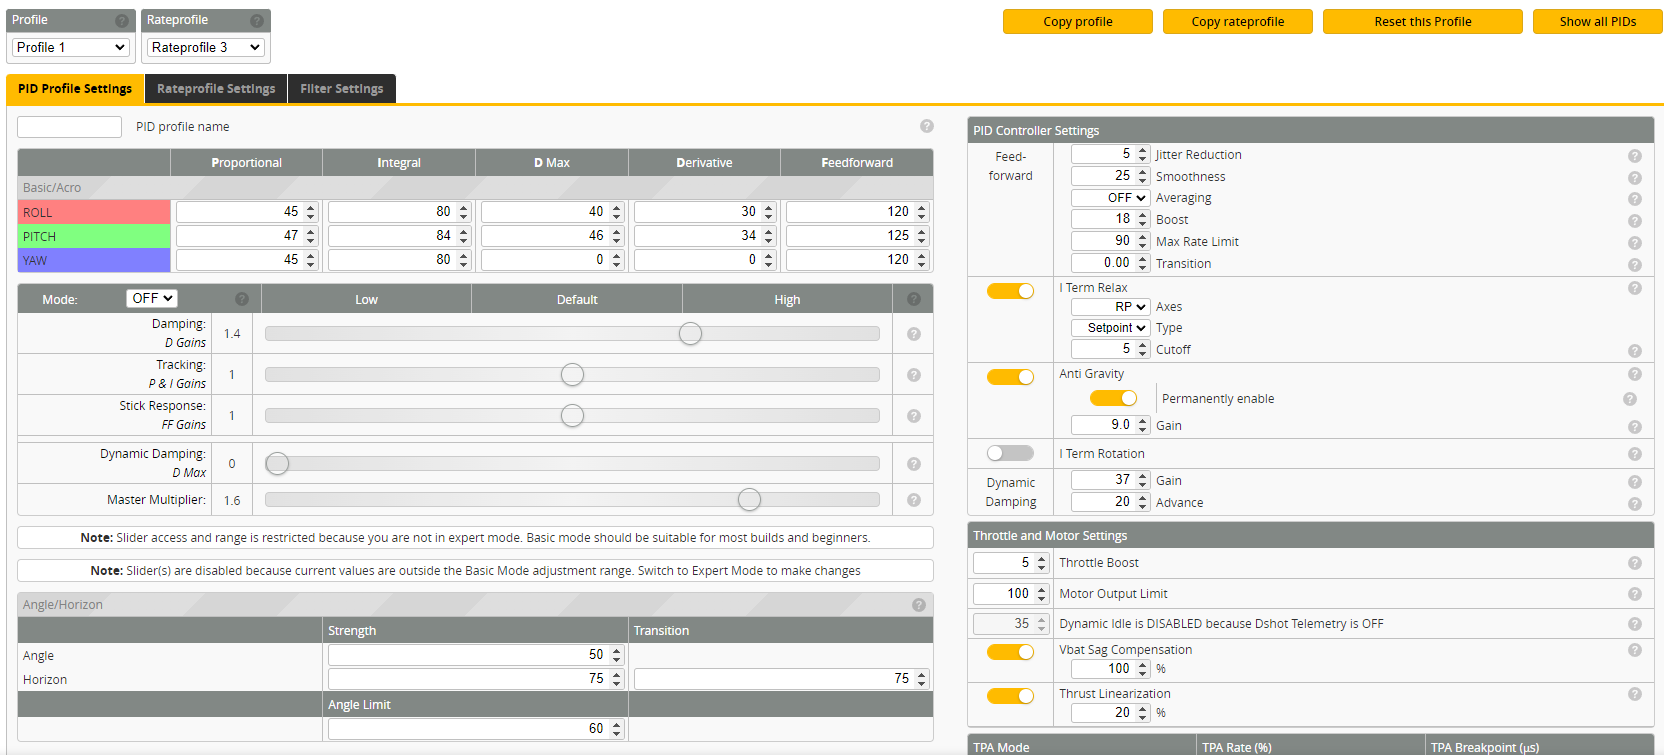 Profile
Rateprofile
Profile 1
Rateprofile 3
Copy profile
Copy rateprofile
Reset this Profile
Show all PIDs
PID Profile Settings
Rateprofile Settings
Filter Settings
PID profile name
Proportional Integral D Max Derivative Feedforward
Basic/Acro
ROLL 45 80 40 30 120
PITCH 47 84 46 34 125
YAW 45 80 0 0 120
Mode: OFF Low Default High
Damping:
D Gains
1.4
Tracking:
P & I Gains
1
Stick Response:
FF Gains
1
Dynamic Damping:
D Max
0
Master Multiplier: 1.6
Note: Slider access and range is restricted because you are not in expert mode. Basic mode should be suitable for most builds and beginners.
Note: Slider(s) are disabled because current values are outside the Basic Mode adjustment range. Switch to Expert Mode to make changes
Angle/Horizon
Strength Transition
Angle 50
Horizon 75 75
Angle Limit
60
PID Controller Settings
Feed-
forward
5 Jitter Reduction
25 Smoothness
OFF Averaging
18 Boost
90 Max Rate Limit
0.00 Transition
I Term Relax
RP Axes
Setpoint Type
5 Cutoff
Anti Gravity
Permanently enable
9.0 Gain
I Term Rotation
Dynamic
Damping
37 Gain
20 Advance
Throttle and Motor Settings
5 Throttle Boost
100 Motor Output Limit
35 Dynamic Idle is DISABLED because Dshot Telemetry is OFF
Vbat Sag Compensation
100 %
Thrust Linearization
20 %
TPA Mode TPA Rate (%) TPA Breakpoint (µs)